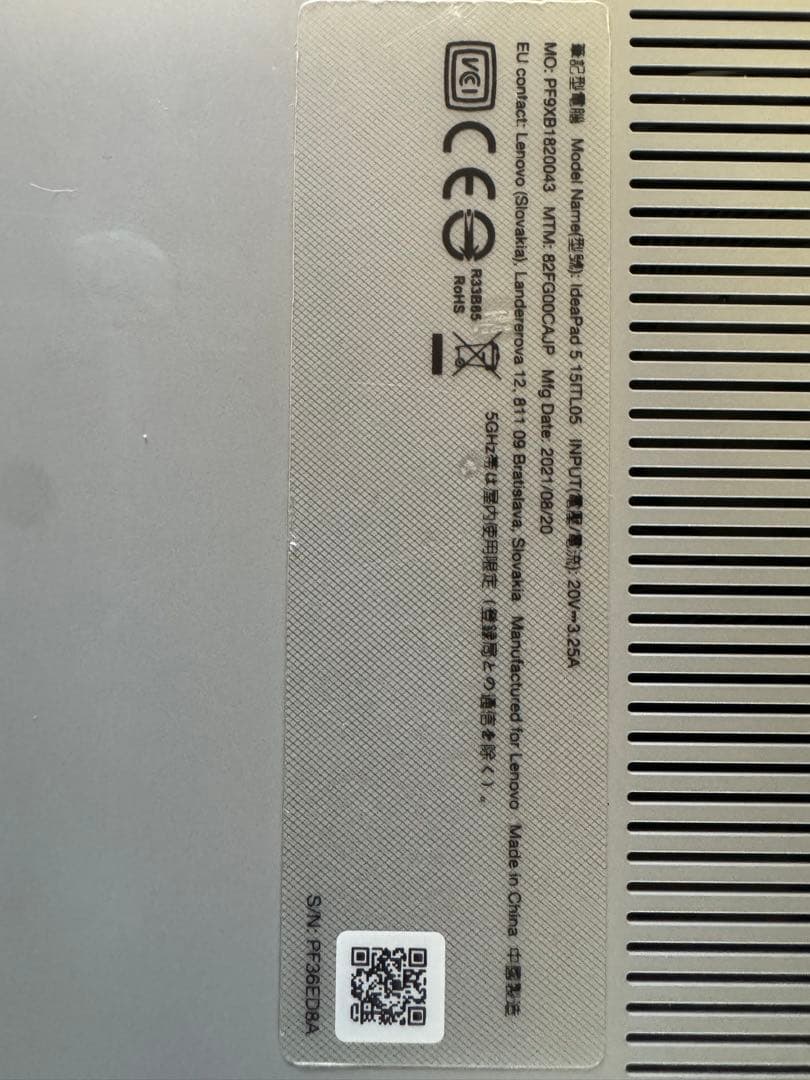 筆記型電腦 Model Name(型號): IdeaPad 5 15ITL05 INPUT(電壓/電流): 20V⎓3.25A
MO: PF9XB1820043 MTM: 82FG00CAJP Mfg Date: 2021/08/20
EU contact: Lenovo (Slovakia), Landererova 12, 811 09 Bratislava, Slovakia Manufactured for Lenovo Made in China 中國製造
VCI
CE
R33B65
RoHS
5GHz帯は屋内使用限定（登録局との通信を除く）。
S/N: PF36ED8A